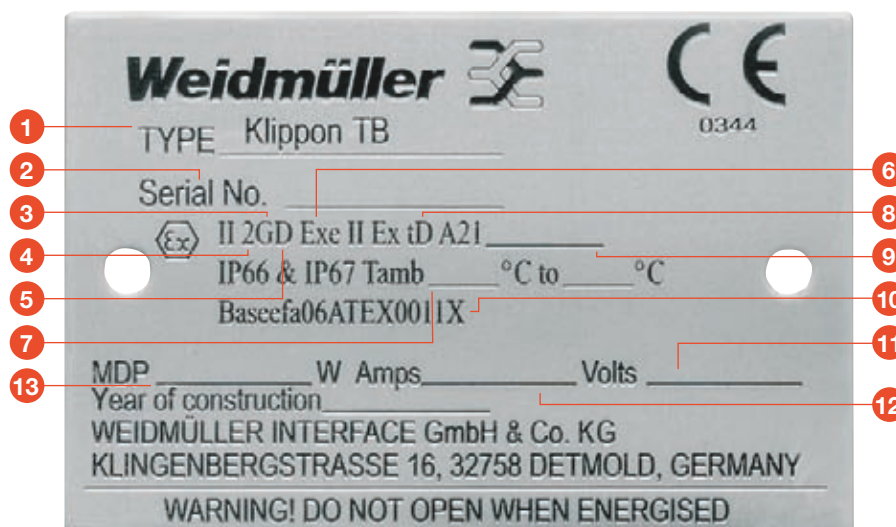 Weidmüller
CE
0344
1
TYPE Klippon TB
2
Serial No.
6
3
Ex II 2GD Exe II Ex tD A21
8
4
IP66 & IP67 Tamb °C to °C
9
5
Baseefa06ATEX0011X
10
7
11
MDP W Amps Volts
13
Year of construction
12
WEIDMÜLLER INTERFACE GmbH & Co. KG
KLINGENBERGSTRASSE 16, 32758 DETMOLD, GERMANY
WARNING! DO NOT OPEN WHEN ENERGISED